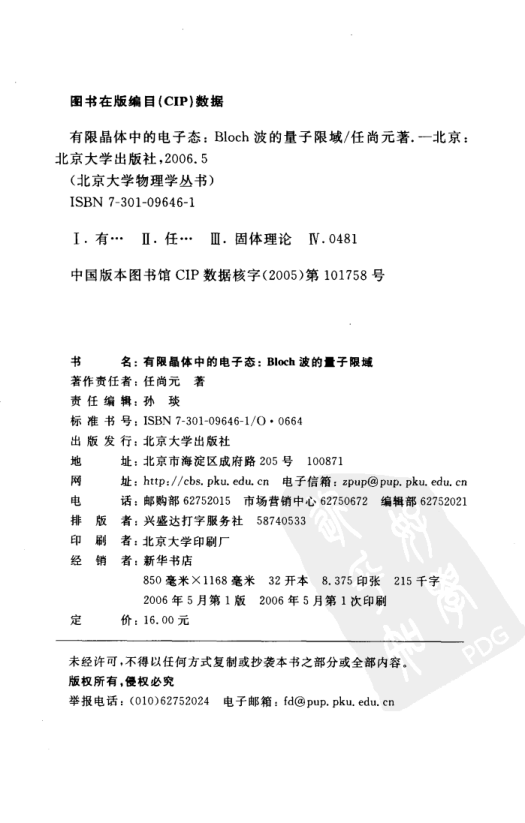 图书在版编目(CIP)数据
有限晶体中的电子态：Bloch 波的量子限域/任尚元著.—北京：
北京大学出版社,2006.5
(北京大学物理学丛书)
ISBN 7-301-09646-1
Ⅰ.有… Ⅱ.任… Ⅲ.固体理论 Ⅳ.O481
中国版本图书馆 CIP 数据核字(2005)第 101758 号
书 名：有限晶体中的电子态：Bloch 波的量子限域
著作责任者：任尚元 著
责任编辑：孙 琰
标准书号：ISBN 7-301-09646-1/O·0664
出版发行：北京大学出版社
地 址：北京市海淀区成府路 205 号 100871
网 址：http://cbs.pku.edu.cn 电子信箱：zpup@pup.pku.edu.cn
电 话：邮购部 62752015 市场营销中心 62750672 编辑部 62752021
排 版 者：兴盛达打字服务社 58740533
印 刷 者：北京大学印刷厂
经 销 者：新华书店
850 毫米×1168 毫米 32 开本 8.375 印张 215 千字
2006 年 5 月第 1 版 2006 年 5 月第 1 次印刷
定 价：16.00 元
未经许可,不得以任何方式复制或抄袭本书之部分或全部内容。
版权所有,侵权必究
举报电话：(010)62752024 电子邮箱：fd@pup.pku.edu.cn
PDG